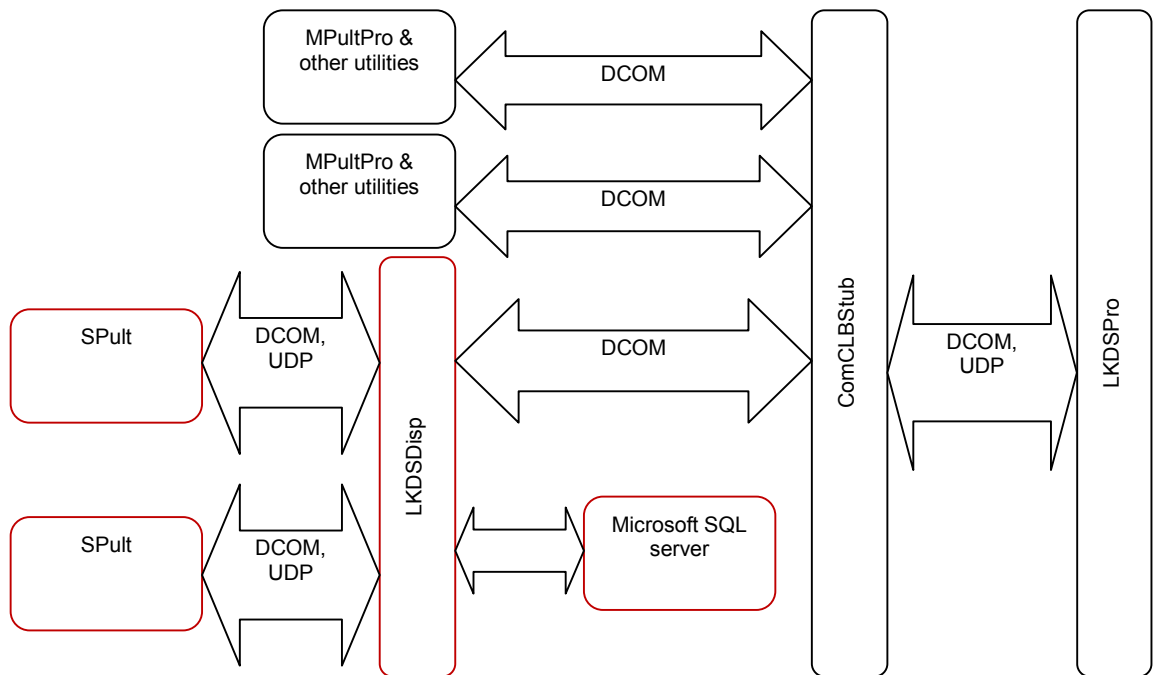 MPultPro &
other utilities
DCOM
MPultPro &
other utilities
DCOM
SPult
DCOM,
UDP
LKDSDisp
DCOM
ComCLBStub
DCOM,
UDP
LKDSPro
SPult
DCOM,
UDP
Microsoft SQL
server